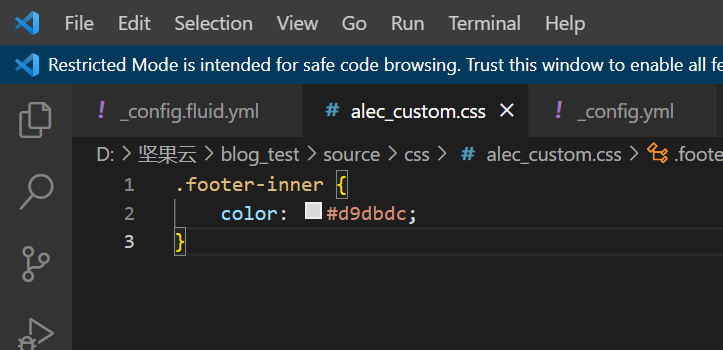 File Edit Selection View Go Run Terminal Help
Restricted Mode is intended for safe code browsing. Trust this window to enable all
! _config.fluid.yml # alec_custom.css × ! _config.yml
D: > 坚果云 > blog_test > source > css > # alec_custom.css > .foote
1 .footer-inner {
2 color: #d9dbdc;
3 }